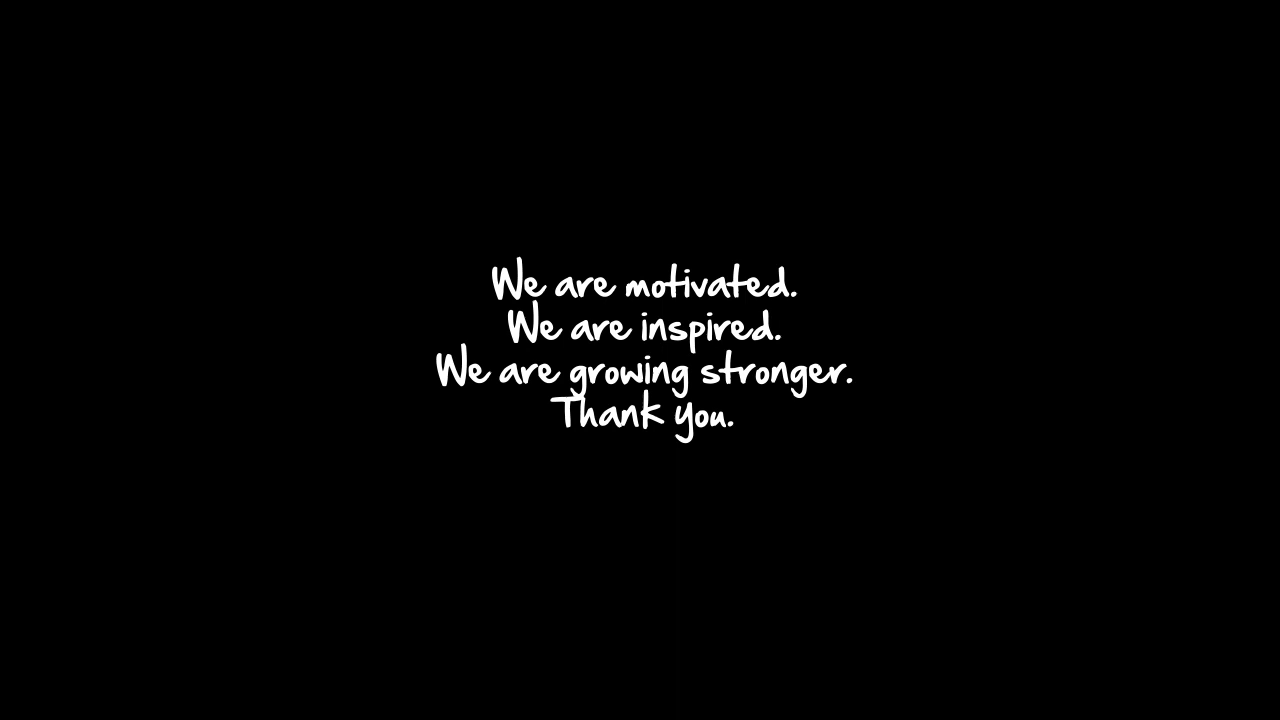 We are motivated.
We are inspired.
We are growing stronger.
Thank you.